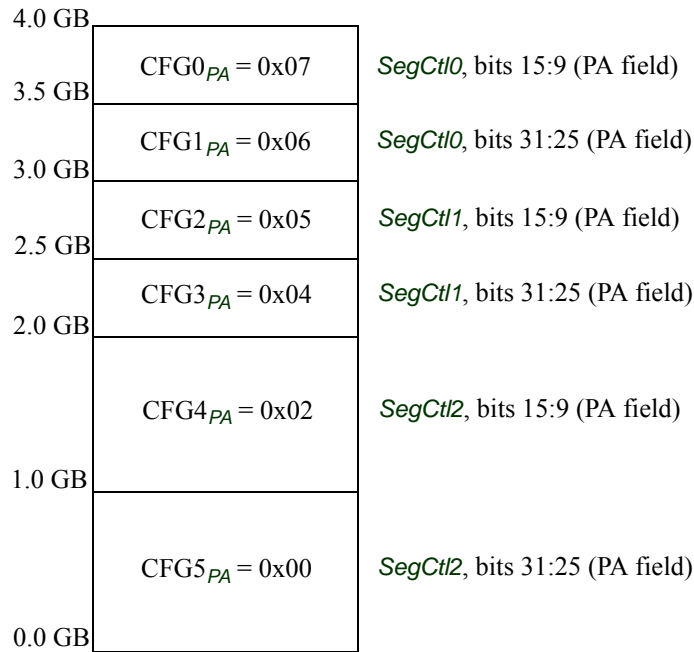 4.0 GB
CFG0PA = 0x07 SegCtl0, bits 15:9 (PA field)
3.5 GB
CFG1PA = 0x06 SegCtl0, bits 31:25 (PA field)
3.0 GB
CFG2PA = 0x05 SegCtl1, bits 15:9 (PA field)
2.5 GB
CFG3PA = 0x04 SegCtl1, bits 31:25 (PA field)
2.0 GB
CFG4PA = 0x02 SegCtl2, bits 15:9 (PA field)
1.0 GB
CFG5PA = 0x00 SegCtl2, bits 31:25 (PA field)
0.0 GB